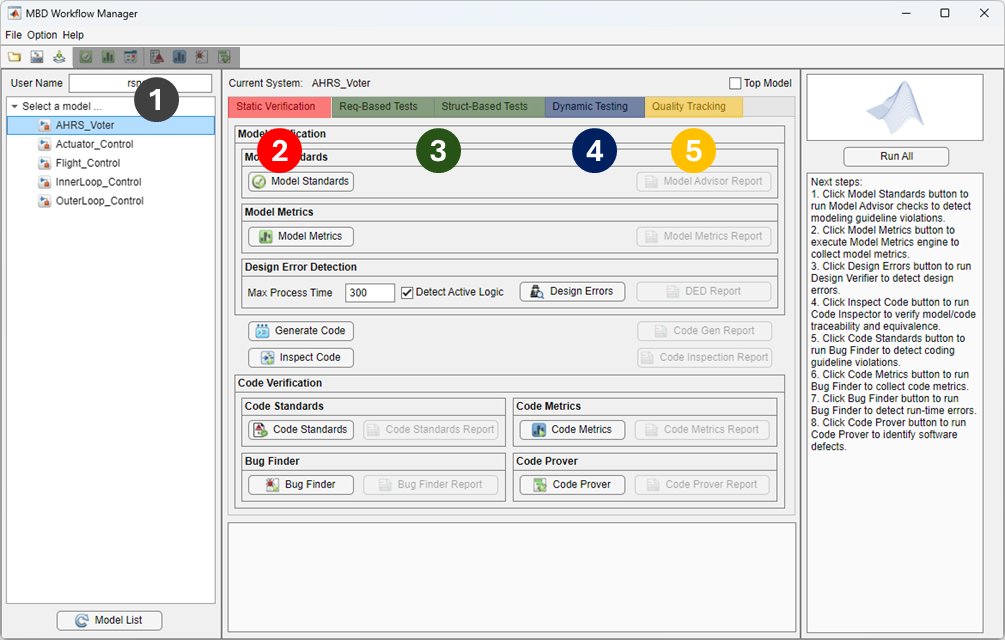 MBD Workflow Manager
File Option Help
User Name
Current System: AHRS_Voter
Top Model
1
Select a model ...
AHRS_Voter
Actuator_Control
Flight_Control
InnerLoop_Control
OuterLoop_Control
Model List
Static Verification
Req-Based Tests
Struct-Based Tests
Dynamic Testing
Quality Tracking
2
3
4
5
Model Standards
Model Advisor Report
Model Metrics
Model Metrics
Model Metrics Report
Design Error Detection
Max Process Time
300
Detect Active Logic
Design Errors
DED Report
Generate Code
Code Gen Report
Inspect Code
Code Inspection Report
Code Verification
Code Standards
Code Standards
Code Standards Report
Code Metrics
Code Metrics
Code Metrics Report
Bug Finder
Bug Finder
Bug Finder Report
Code Prover
Code Prover
Code Prover Report
Run All
Next steps:
1. Click Model Standards button to
run Model Advisor checks to detect
modeling guideline violations.
2. Click Model Metrics button to
execute Model Metrics engine to
collect model metrics.
3. Click Design Errors button to run
Design Verifier to detect design
errors.
4. Click Inspect Code button to run
Code Inspector to verify model/code
traceability and equivalence.
5. Click Code Standards button to
run Bug Finder to detect coding
guideline violations.
6. Click Code Metrics button to run
Bug Finder to collect code metrics.
7. Click Bug Finder button to run
Bug Finder to detect run-time errors.
8. Click Code Prover button to run
Code Prover to identify software
defects.